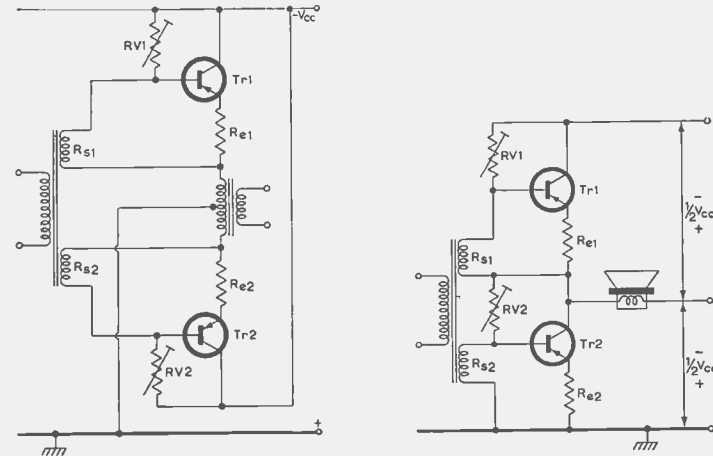 -Vcc
RV1
Tr1
Re1
Rs1
Rs2
Re2
Tr2
RV2
+
RV1
Tr1
Re1
Rs1
RV2
Rs2
Tr2
Re2
-
½Vcc
+
-
½Vcc
+